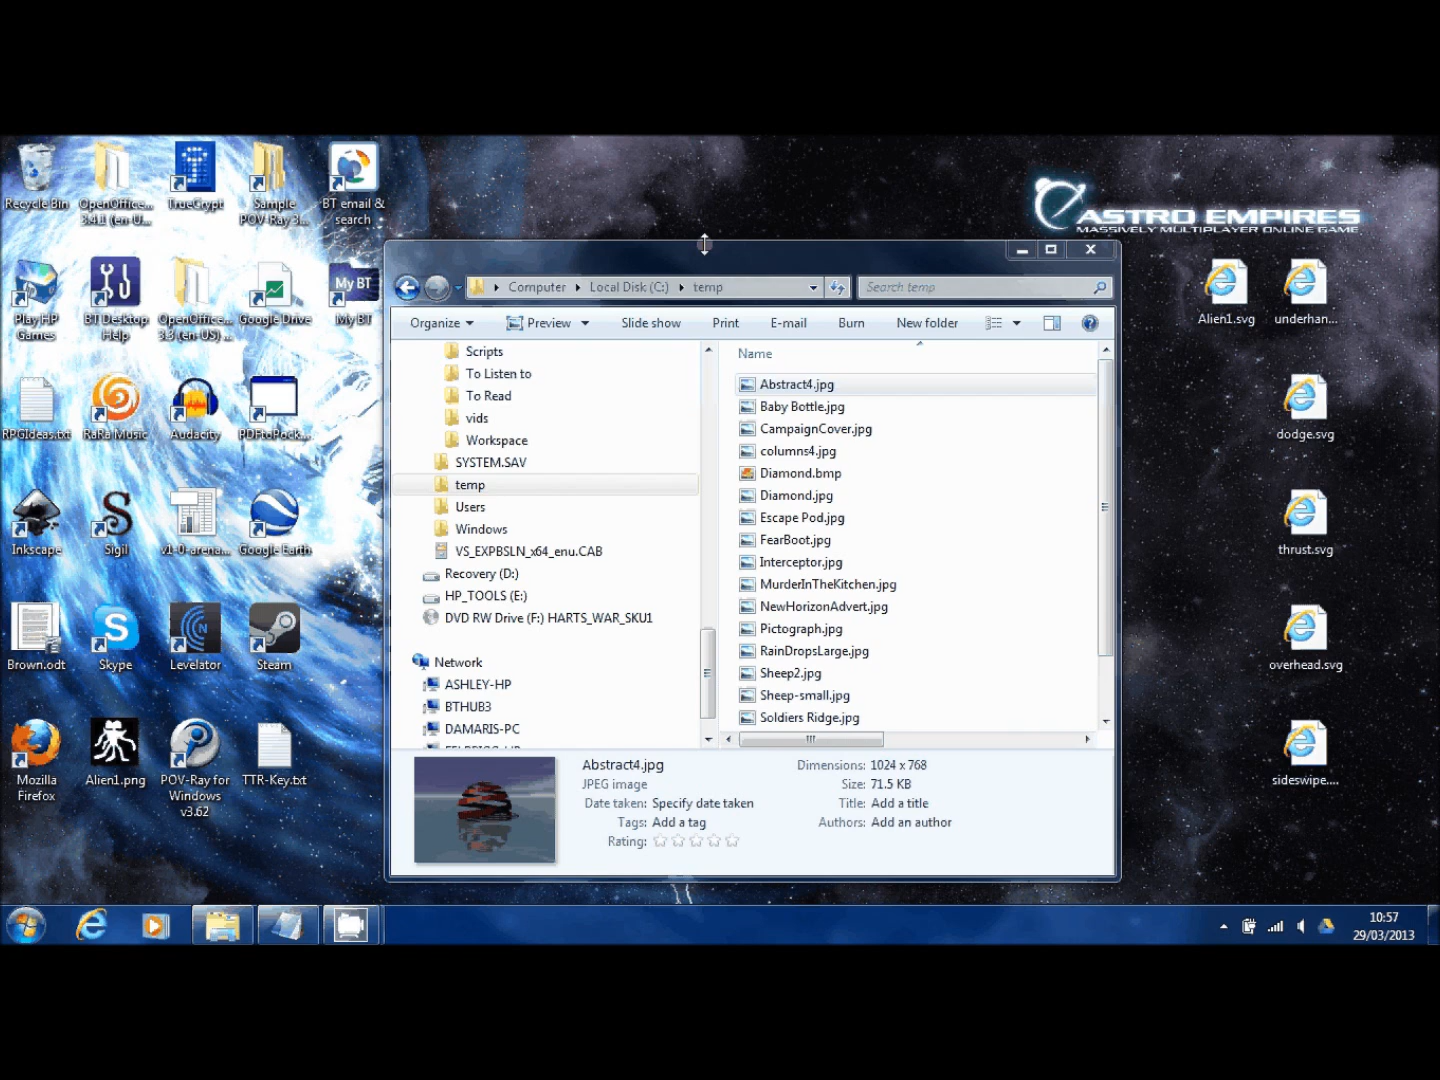 Recycle Bin
OpenOffice...
3.4.1 (en-U...
TrueCrypt
Sample
POV-Ray 3...
BT email &
search
ASTRO EMPIRES
MASSIVELY MULTIPLAYER ONLINE GAME
Play HP
Games
BT Desktop
Help
OpenOffice...
3.3 (en-US) ...
Google Drive
My BT
My BT
RPGIdeas.txt
RaRa Music
Audacity
PDFtoPock...
Inkscape
Sigil
v1-0-arena...
Google Earth
Brown.odt
Skype
Levelator
Steam
Mozilla
Firefox
Alien1.png
POV-Ray for
Windows
v3.62
TTR-Key.txt
Computer
Local Disk (C:)
temp
Search temp
Organize
Preview
Slide show
Print
E-mail
Burn
New folder
Scripts
To Listen to
To Read
vids
Workspace
SYSTEM.SAV
temp
Users
Windows
VS_EXPBSLN_x64_enu.CAB
Recovery (D:)
HP_TOOLS (E:)
DVD RW Drive (F:) HARTS_WAR_SKU1
Network
ASHLEY-HP
BTHUB3
DAMARIS-PC
Name
Abstract4.jpg
Baby Bottle.jpg
CampaignCover.jpg
columns4.jpg
Diamond.bmp
Diamond.jpg
Escape Pod.jpg
FearBoot.jpg
Interceptor.jpg
MurderInTheKitchen.jpg
NewHorizonAdvert.jpg
Pictograph.jpg
RainDropsLarge.jpg
Sheep2.jpg
Sheep-small.jpg
Soldiers Ridge.jpg
Abstract4.jpg
JPEG image
Date taken: Specify date taken
Tags: Add a tag
Rating:
Dimensions: 1024 x 768
Size: 71.5 KB
Title: Add a title
Authors: Add an author
Alien1.svg
underhan...
dodge.svg
thrust.svg
overhead.svg
sideswipe....
10:57
29/03/2013